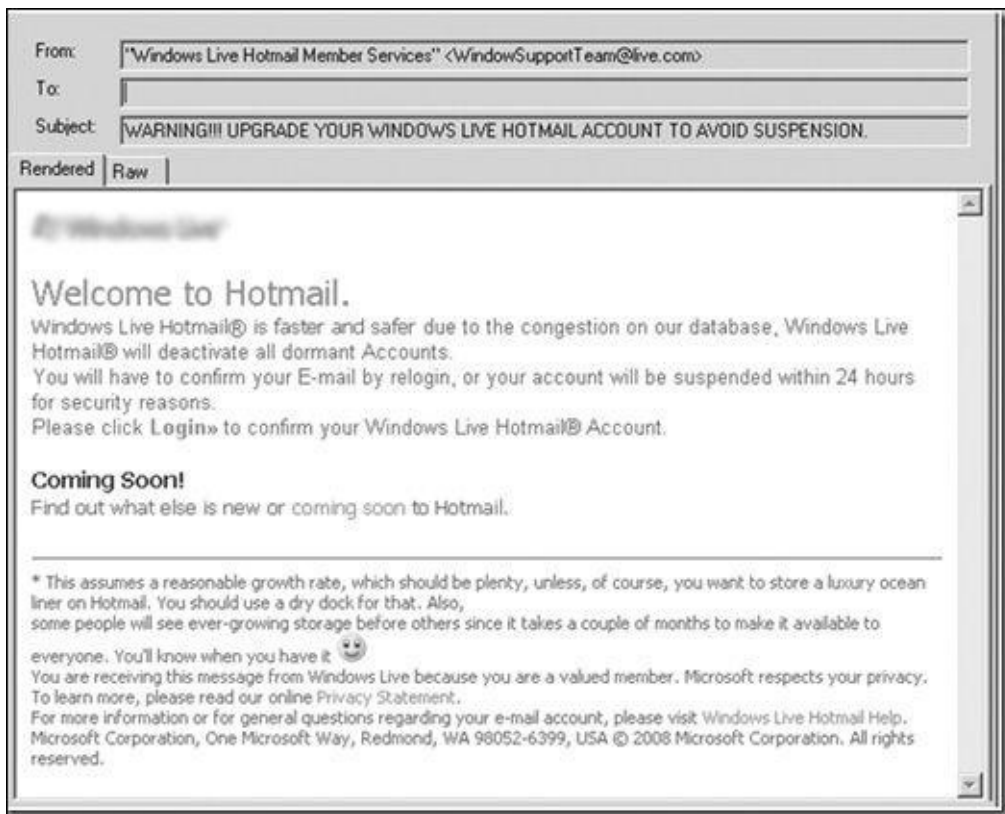 From: "Windows Live Hotmail Member Services" <WindowSupportTeam@live.com>
To:
Subject: WARNING!!! UPGRADE YOUR WINDOWS LIVE HOTMAIL ACCOUNT TO AVOID SUSPENSION.
Rendered Raw
Welcome to Hotmail.
Windows Live Hotmail® is faster and safer due to the congestion on our database, Windows Live
Hotmail® will deactivate all dormant Accounts.
You will have to confirm your E-mail by relogin, or your account will be suspended within 24 hours
for security reasons.
Please click Login» to confirm your Windows Live Hotmail® Account.
Coming Soon!
Find out what else is new or coming soon to Hotmail.
* This assumes a reasonable growth rate, which should be plenty, unless, of course, you want to store a luxury ocean
liner on Hotmail. You should use a dry dock for that. Also,
some people will see ever-growing storage before others since it takes a couple of months to make it available to
everyone. You'll know when you have it
You are receiving this message from Windows Live because you are a valued member. Microsoft respects your privacy.
To learn more, please read our online Privacy Statement.
For more information or for general questions regarding your e-mail account, please visit Windows Live Hotmail Help.
Microsoft Corporation, One Microsoft Way, Redmond, WA 98052-6399, USA © 2008 Microsoft Corporation. All rights
reserved.